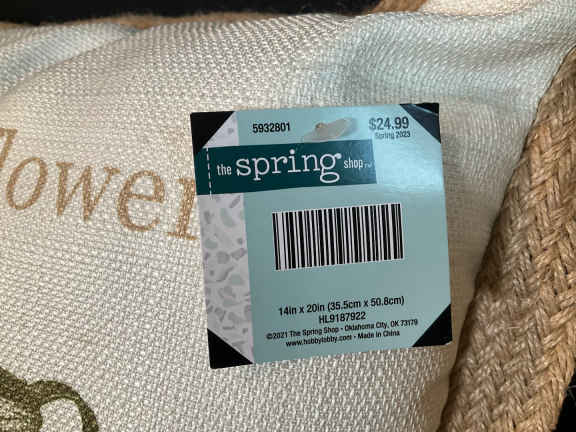 lower
5932801
$24.99
Spring 2023
the spring shop™
14in x 20in (35.5cm x 50.8cm)
HL9187922
©2021 The Spring Shop • Oklahoma City, OK 73179
www.hobbylobby.com • Made in China